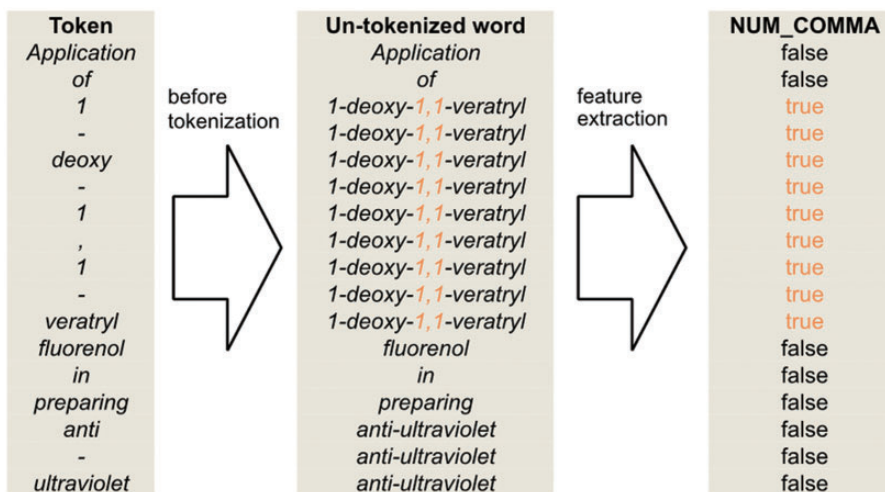 Token Un-tokenized word NUM_COMMA
Application Application false
of of false
1 1-deoxy-1,1-veratryl true
- 1-deoxy-1,1-veratryl true
deoxy 1-deoxy-1,1-veratryl true
- 1-deoxy-1,1-veratryl true
1 1-deoxy-1,1-veratryl true
, 1-deoxy-1,1-veratryl true
1 1-deoxy-1,1-veratryl true
- 1-deoxy-1,1-veratryl true
veratryl 1-deoxy-1,1-veratryl true
fluorenol fluorenol false
in in false
preparing preparing false
anti anti-ultraviolet false
- anti-ultraviolet false
ultraviolet anti-ultraviolet false
before
tokenization
feature
extraction